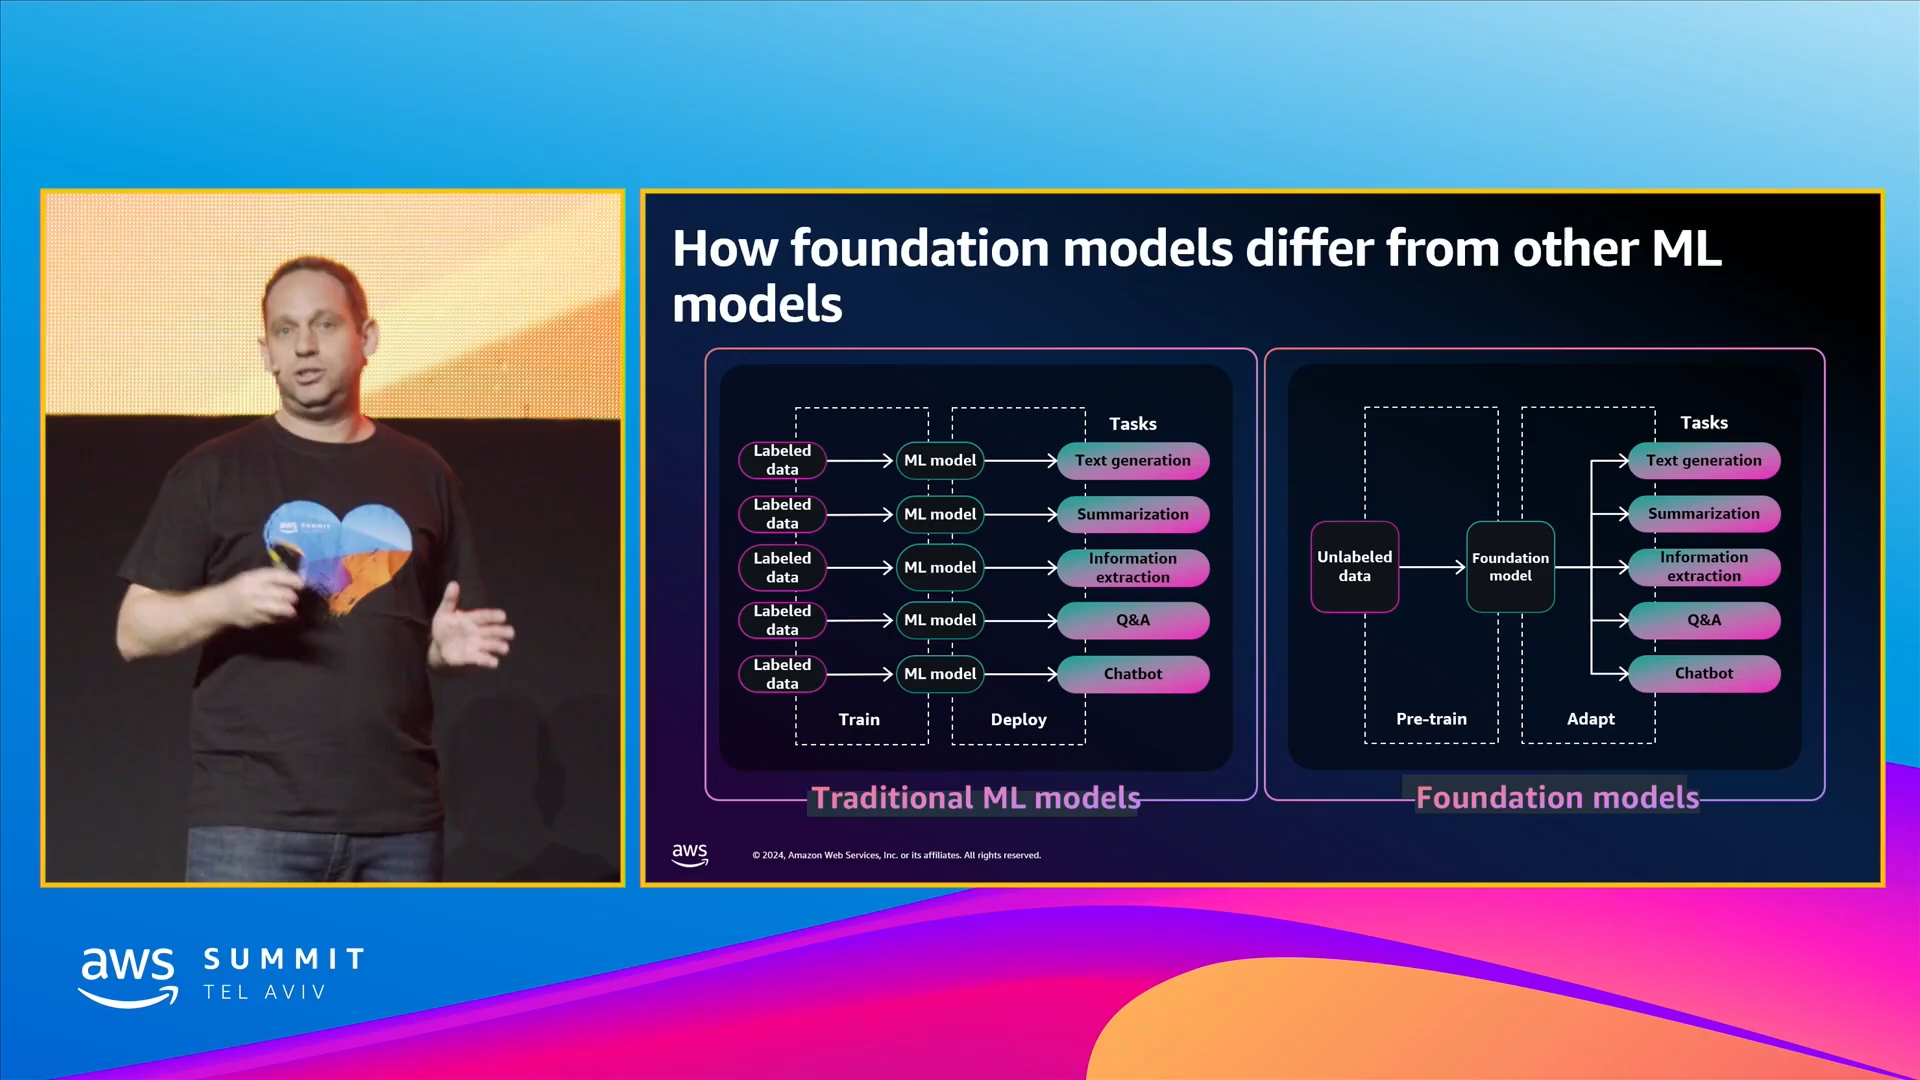 How foundation models differ from other ML
models
Tasks
Labeled
data
ML model
Text generation
Labeled
data
ML model
Summarization
Labeled
data
ML model
Information
extraction
Labeled
data
ML model
Q&A
Labeled
data
ML model
Chatbot
Train
Deploy
Traditional ML models
Tasks
Unlabeled
data
Foundation
model
Text generation
Summarization
Information
extraction
Q&A
Chatbot
Pre-train
Adapt
Foundation models
aws
© 2024, Amazon Web Services, Inc. or its affiliates. All rights reserved.
aws SUMMIT
aws SUMMIT
TEL AVIV